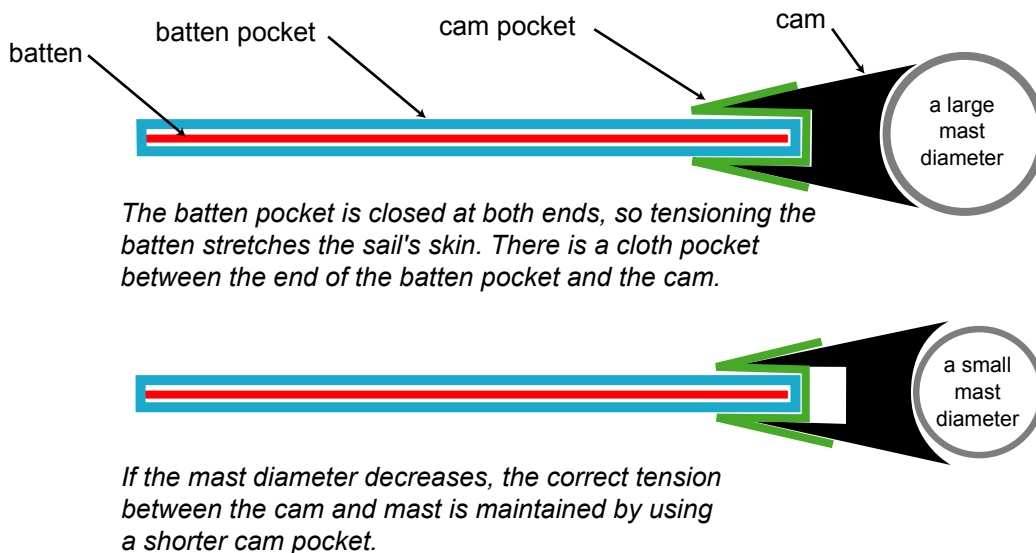 batten
batten pocket
cam pocket
cam
a large
mast
diameter
The batten pocket is closed at both ends, so tensioning the
batten stretches the sail's skin. There is a cloth pocket
between the end of the batten pocket and the cam.
a small
mast
diameter
If the mast diameter decreases, the correct tension
between the cam and mast is maintained by using
a shorter cam pocket.